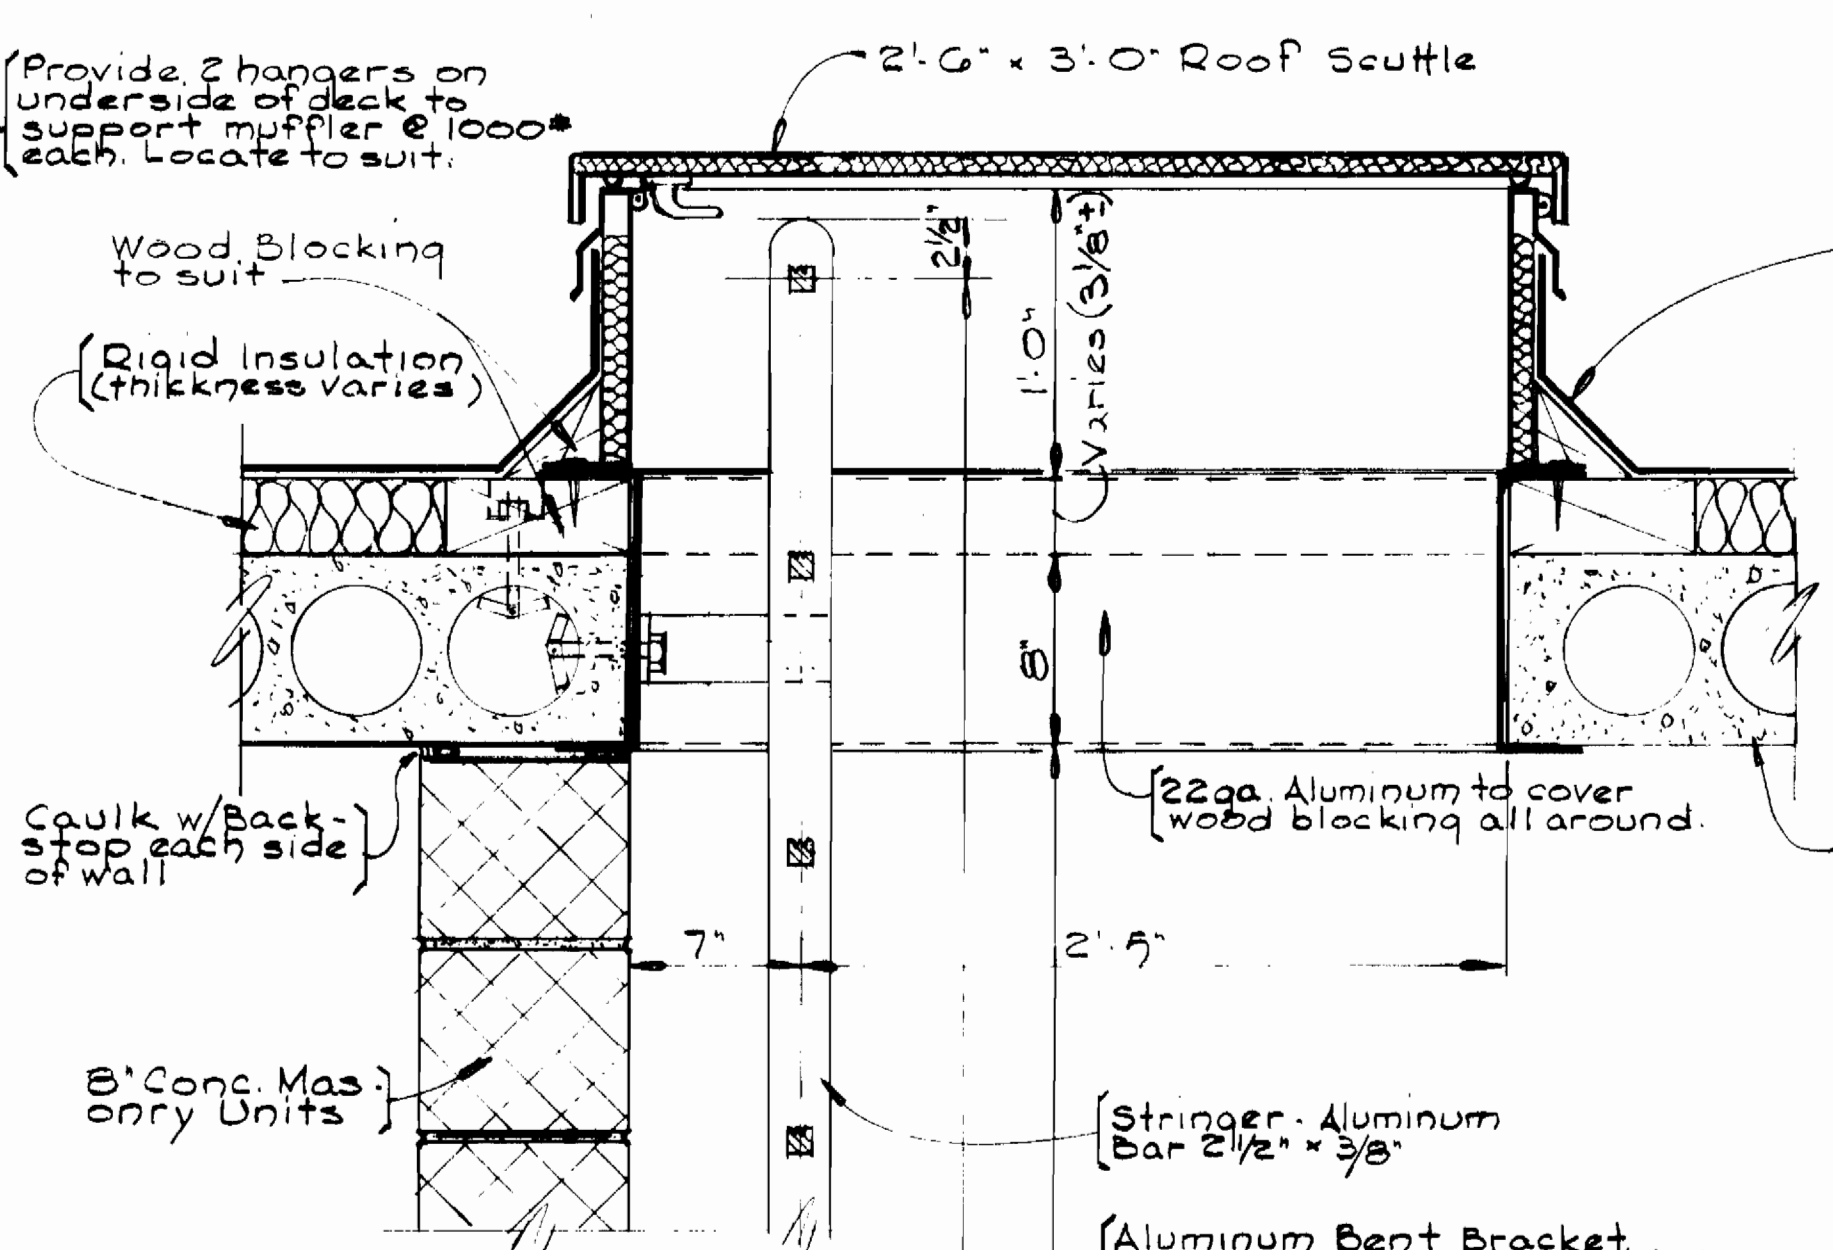 Provide 2 hangers on
underside of deck to
support muffler @ 1000#
each. Locate to suit.
2'-6" x 3'-0" Roof Scuttle
Wood Blocking
to suit
Rigid Insulation
(thickness varies)
2½"
1'-0"
Varies (3⅛"±)
8"
22ga. Aluminum to cover
wood blocking all around.
Caulk w/Back-
stop each side
of wall
7"
2'-5"
8" Conc. Mas-
onry Units
Stringer - Aluminum
Bar 2 1/2" x 3/8"
Aluminum Bent Bracket